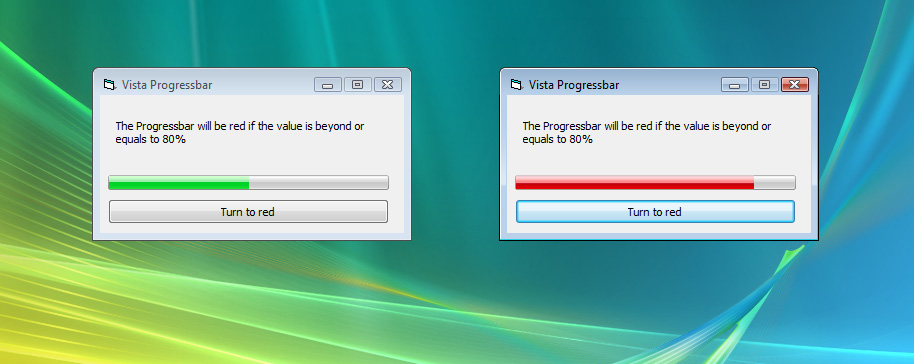 Vista Progressbar
The Progressbar will be red if the value is beyond or
equals to 80%
Turn to red
Vista Progressbar
The Progressbar will be red if the value is beyond or
equals to 80%
Turn to red